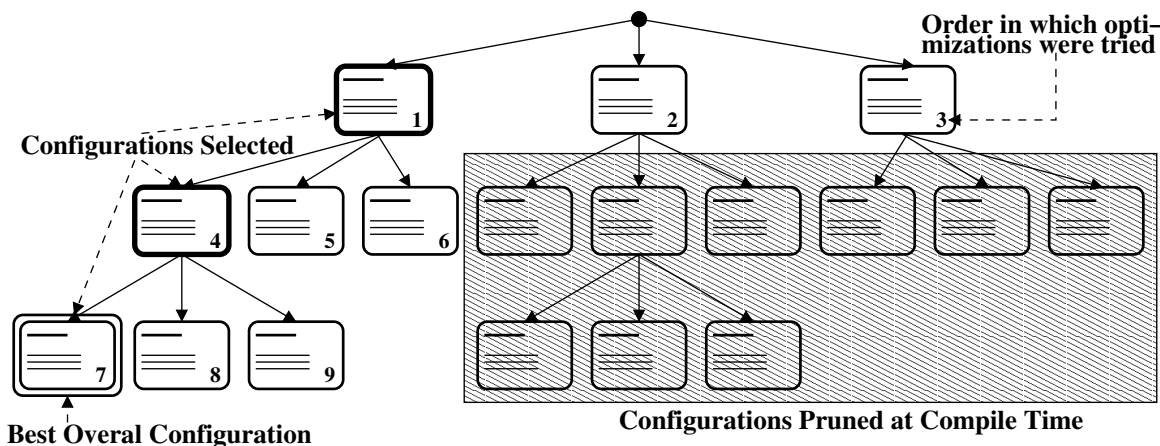 Order in which opti−
mizations were tried
1
2
3
Configurations Selected
4
5
6
7
8
9
Configurations Pruned at Compile Time
Best Overal Configuration